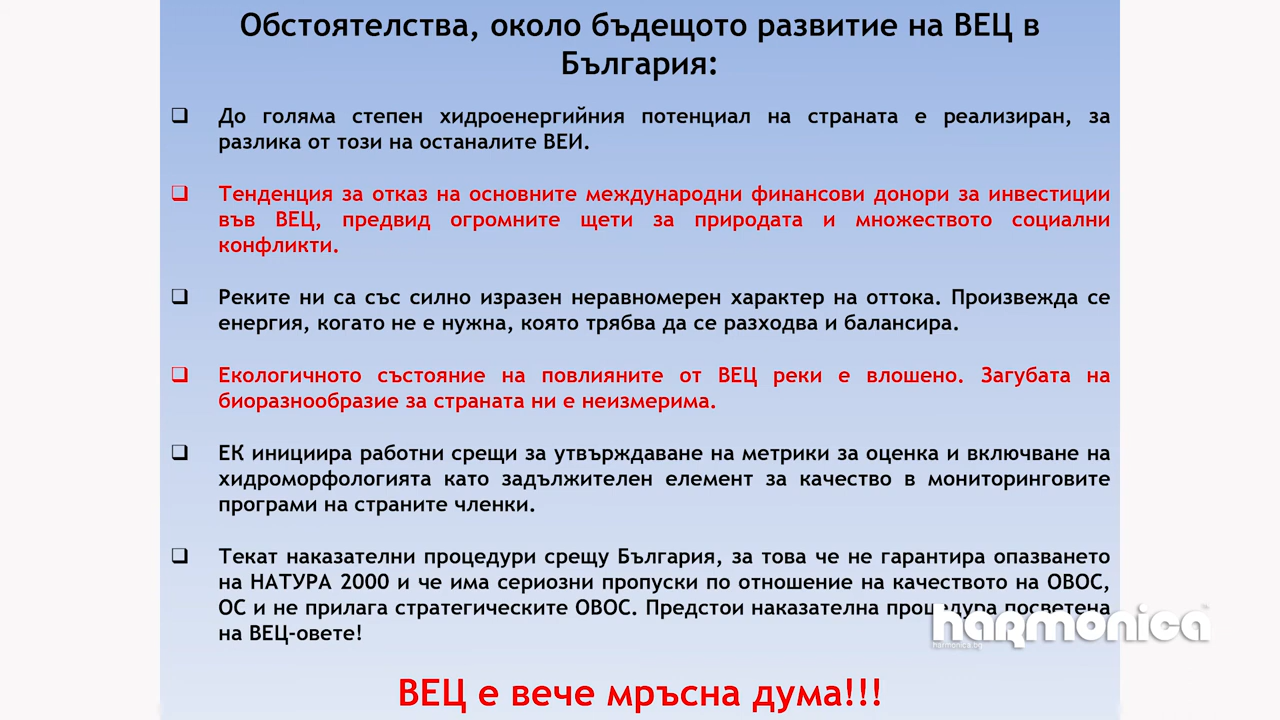 Обстоятелства, около бъдещото развитие на ВЕЦ в
България:
До голяма степен хидроенергийния потенциал на страната е реализиран, за
разлика от този на останалите ВЕИ.
Тенденция за отказ на основните международни финансови донори за инвестиции
във ВЕЦ, предвид огромните щети за природата и множеството социални
конфликти.
Реките ни са със силно изразен неравномерен характер на оттока. Произвежда се
енергия, когато не е нужна, която трябва да се разходва и балансира.
Екологичното състояние на повлияните от ВЕЦ реки е влошено. Загубата на
биоразнообразие за страната ни е неизмерима.
ЕК инициира работни срещи за утвърждаване на метрики за оценка и включване на
хидроморфологията като задължителен елемент за качество в мониторинговите
програми на страните членки.
Текат наказателни процедури срещу България, за това че не гарантира опазването
на НАТУРА 2000 и че има сериозни пропуски по отношение на качеството на ОВОС,
ОС и не прилага стратегическите ОВОС. Предстои наказателна процедура посветена
на ВЕЦ-овете!
harmonica
harmonica.bg
ВЕЦ е вече мръсна дума!!!